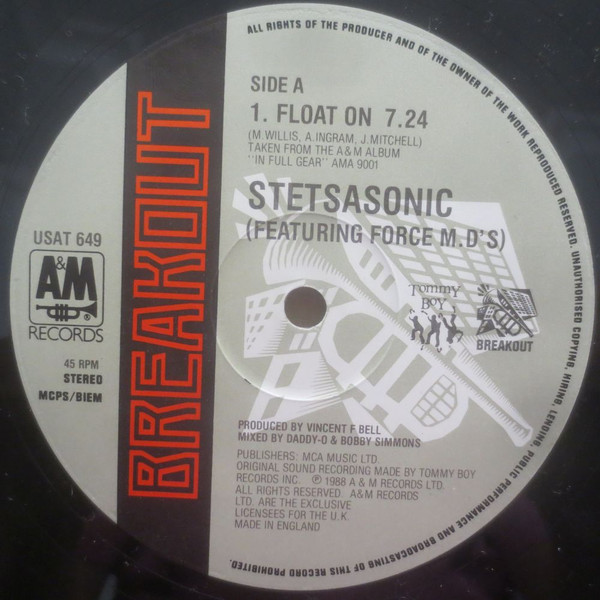 ALL RIGHTS OF THE PRODUCER AND OF THE OWNER OF THE WORK REPRODUCED RESERVED. UNAUTHORISED COPYING, HIRING, LENDING, PUBLIC PERFORMANCE AND BROADCASTING OF THIS RECORD PROHIBITED.
BREAKOUT
SIDE A
1. FLOAT ON 7.24
(M.WILLIS, A.INGRAM, J.MITCHELL)
TAKEN FROM THE A&M ALBUM
"IN FULL GEAR" AMA 9001
STETSASONIC
(FEATURING FORCE M.D'S)
USAT 649
A&M
®
RECORDS
45 RPM
STEREO
MCPS/BIEM
Tommy
Boy
BREAKOUT
PRODUCED BY VINCENT F BELL
MIXED BY DADDY-O & BOBBY SIMMONS
PUBLISHERS: MCA MUSIC LTD.
ORIGINAL SOUND RECORDING MADE BY TOMMY BOY
RECORDS INC. ℗ 1988 A & M RECORDS LTD.
ALL RIGHTS RESERVED. A&M RECORDS
LTD. ARE THE EXCLUSIVE
LICENSEES FOR THE U.K.
MADE IN ENGLAND